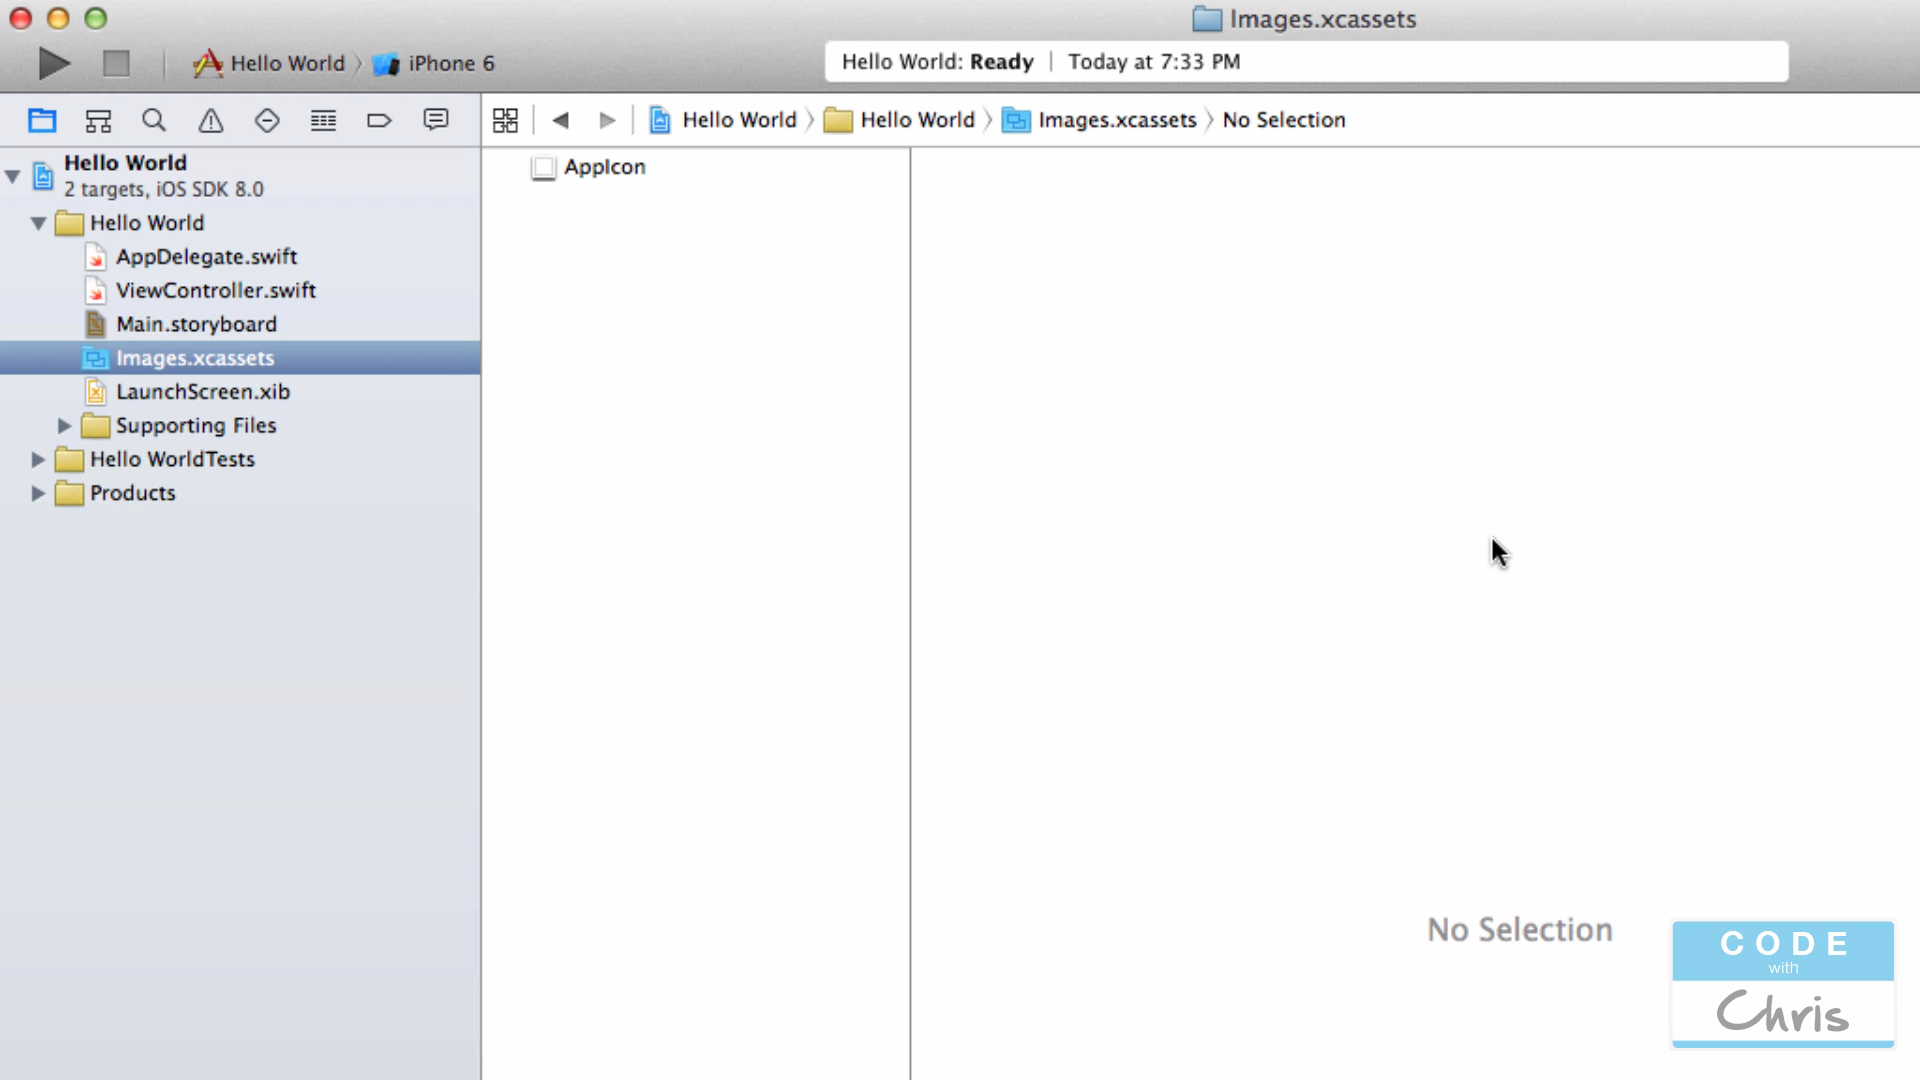 Images.xcassets
Hello World
iPhone 6
Hello World: Ready | Today at 7:33 PM
Hello World
Hello World
Images.xcassets
No Selection
Hello World
2 targets, iOS SDK 8.0
Hello World
AppDelegate.swift
ViewController.swift
Main.storyboard
Images.xcassets
LaunchScreen.xib
Supporting Files
Hello WorldTests
Products
AppIcon
No Selection
CODE
with
Chris